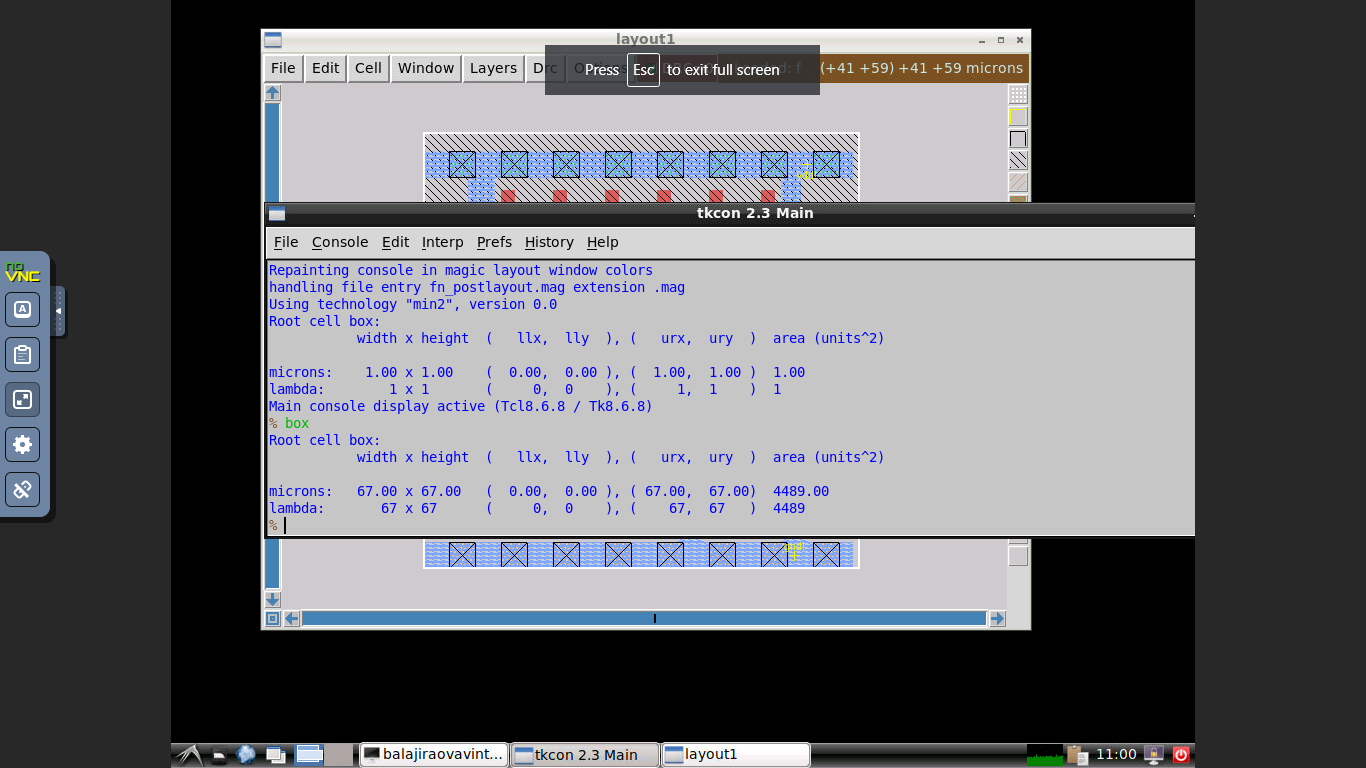 layout1
Press Esc to exit full screen
File Edit Cell Window Layers Drc (+41 +59) +41 +59 microns
tkcon 2.3 Main
File Console Edit Interp Prefs History Help
no
VNC
A
Repainting console in magic layout window colors
handling file entry fn_postlayout.mag extension .mag
Using technology "min2", version 0.0
Root cell box:
width x height ( llx, lly ), ( urx, ury ) area (units^2)
microns: 1.00 x 1.00 ( 0.00, 0.00 ), ( 1.00, 1.00 ) 1.00
lambda: 1 x 1 ( 0, 0 ), ( 1, 1 ) 1
Main console display active (Tcl8.6.8 / Tk8.6.8)
% box
Root cell box:
width x height ( llx, lly ), ( urx, ury ) area (units^2)
microns: 67.00 x 67.00 ( 0.00, 0.00 ), ( 67.00, 67.00) 4489.00
lambda: 67 x 67 ( 0, 0 ), ( 67, 67 ) 4489
%
gnd!
balajiraovavint... tkcon 2.3 Main layout1 11:00